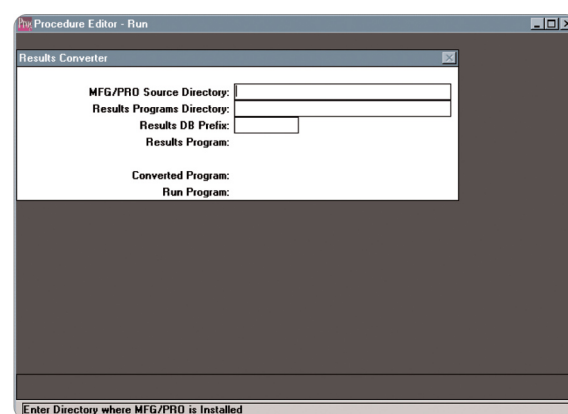 Pro Procedure Editor - Run
Results Converter
MFG/PRO Source Directory:
Results Programs Directory:
Results DB Prefix:
Results Program:
Converted Program:
Run Program:
Enter Directory where MFG/PRO is Installed